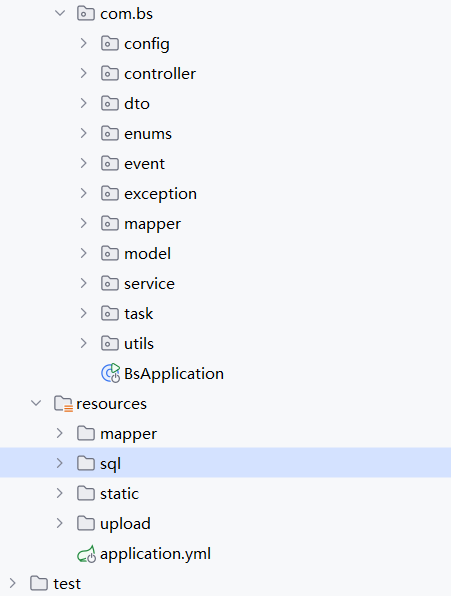 com.bs
config
controller
dto
enums
event
exception
mapper
model
service
task
utils
BsApplication
resources
mapper
sql
static
upload
application.yml
test